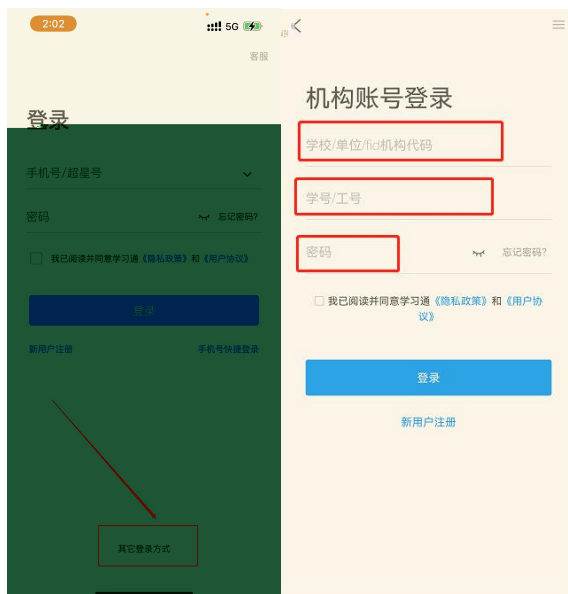 2:02
5G
客服
登录
手机号/超星号
密码
忘记密码?
我已阅读并同意学习通《隐私政策》和《用户协议》
登录
新用户注册
手机号快捷登录
其它登录方式
机构账号登录
学校/单位/fid机构代码
学号/工号
密码
忘记密码?
我已阅读并同意学习通《隐私政策》和《用户协
议》
登录
新用户注册